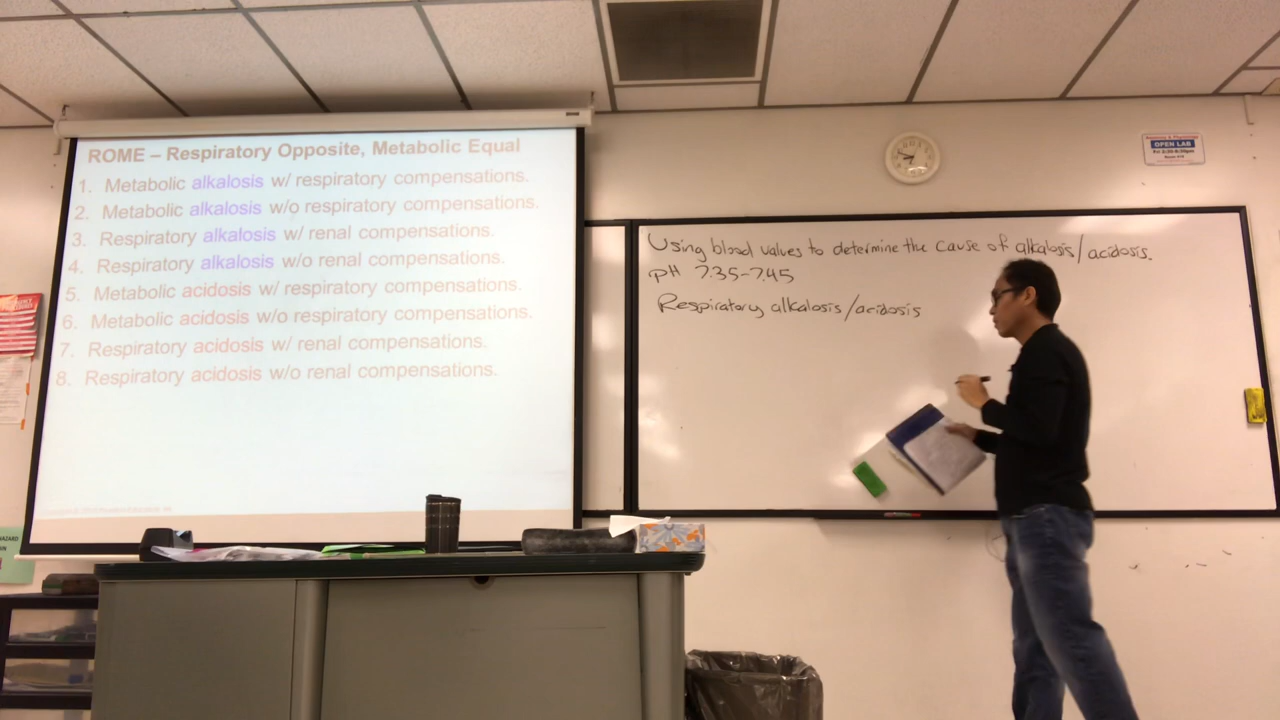 ROME – Respiratory Opposite, Metabolic Equal
1. Metabolic alkalosis w/ respiratory compensations.
2. Metabolic alkalosis w/o respiratory compensations.
3. Respiratory alkalosis w/ renal compensations.
4. Respiratory alkalosis w/o renal compensations.
5. Metabolic acidosis w/ respiratory compensations.
6. Metabolic acidosis w/o respiratory compensations.
7. Respiratory acidosis w/ renal compensations.
8. Respiratory acidosis w/o renal compensations.
Using blood values to determine the cause of alkalosis/acidosis.
pH 7.35-7.45
Respiratory alkalosis/acidosis
Anatomy & Physiology
OPEN LAB